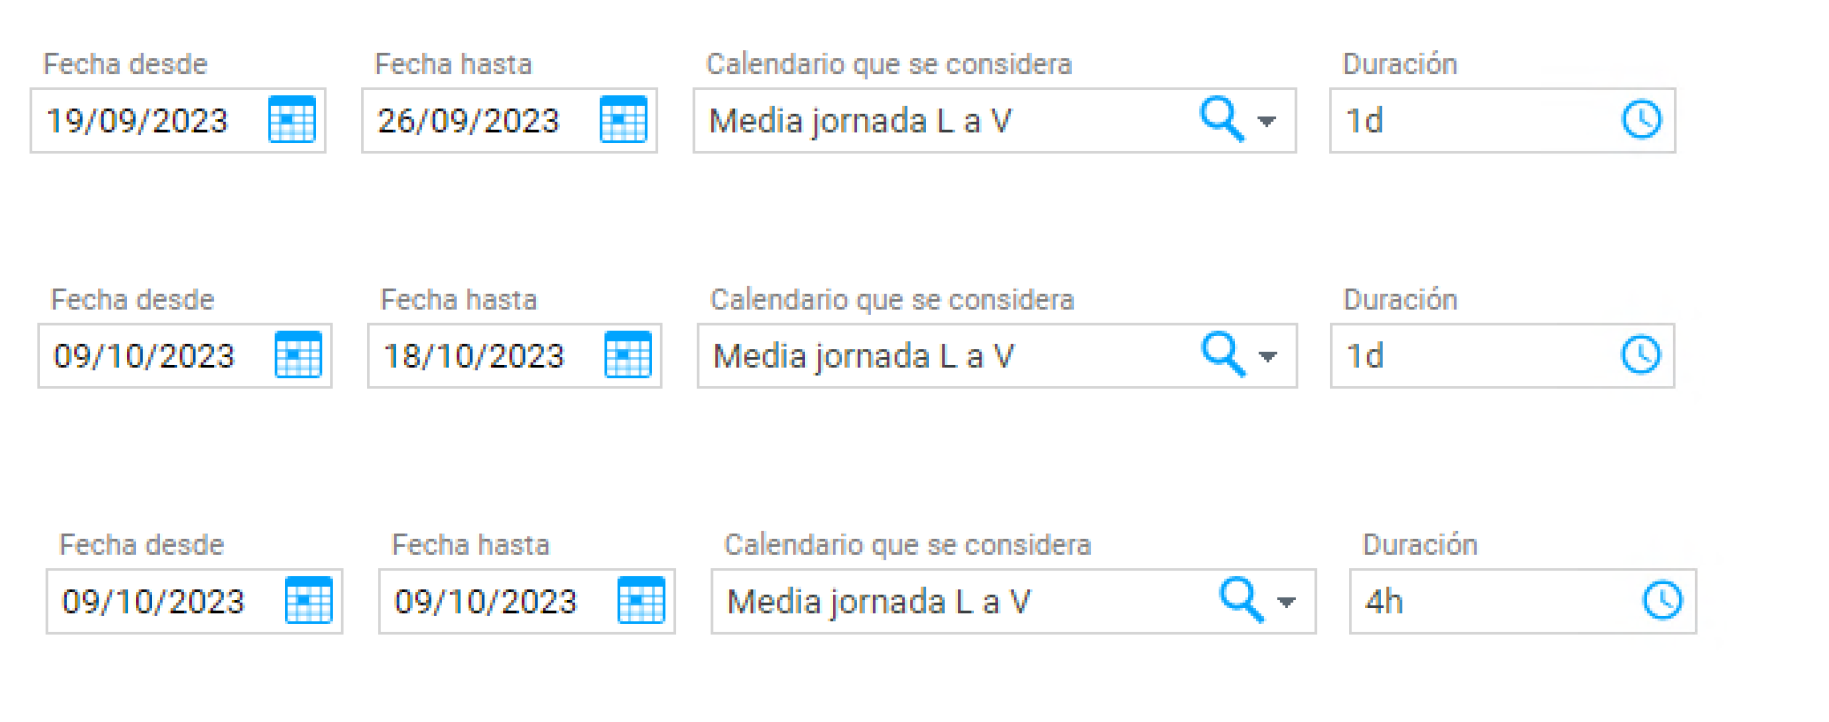 Fecha desde Fecha hasta Calendario que se considera Duración
19/09/2023 26/09/2023 Media jornada L a V 1d
Fecha desde Fecha hasta Calendario que se considera Duración
09/10/2023 18/10/2023 Media jornada L a V 1d
Fecha desde Fecha hasta Calendario que se considera Duración
09/10/2023 09/10/2023 Media jornada L a V 4h